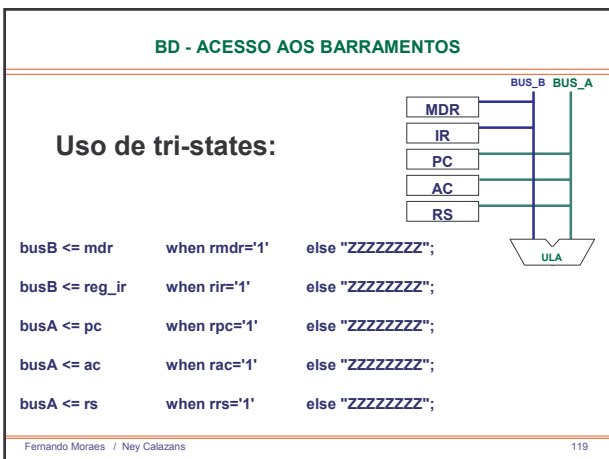 BD - ACESSO AOS BARRAMENTOS
BUS_B BUS_A
MDR
IR
PC
AC
RS
ULA
Uso de tri-states:
busB <= mdr when rmdr='1' else "ZZZZZZZZ";
busB <= reg_ir when rir='1' else "ZZZZZZZZ";
busA <= pc when rpc='1' else "ZZZZZZZZ";
busA <= ac when rac='1' else "ZZZZZZZZ";
busA <= rs when rrs='1' else "ZZZZZZZZ";
Fernando Moraes / Ney Calazans 119